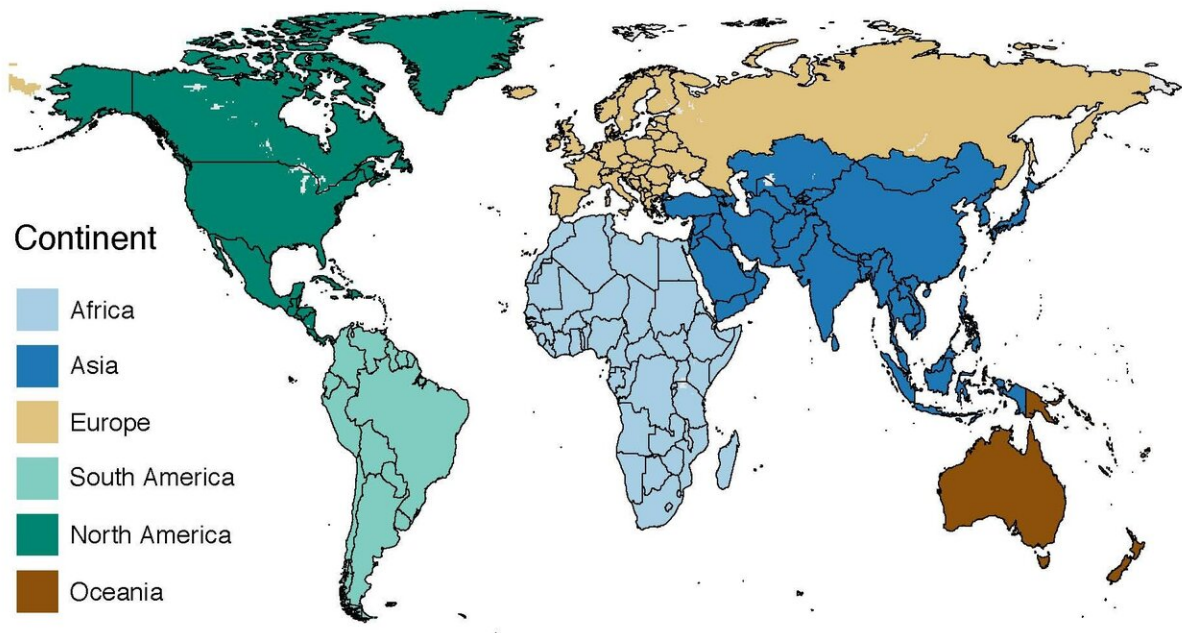 Continent
Africa
Asia
Europe
South America
North America
Oceania